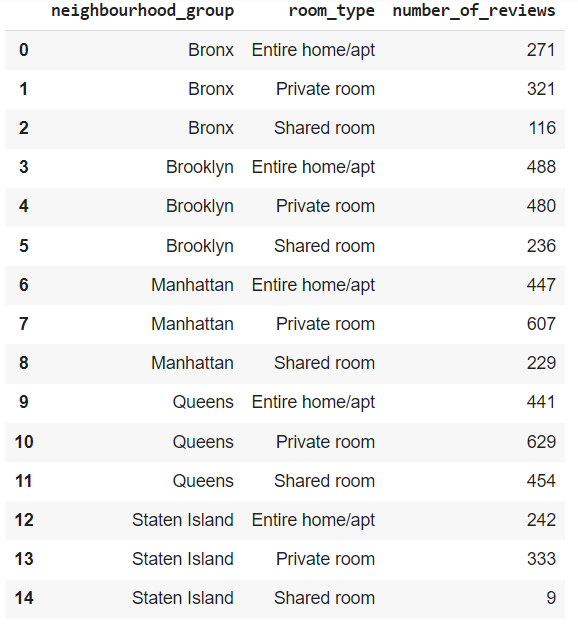 neighbourhood_group room_type number_of_reviews
0 Bronx Entire home/apt 271
1 Bronx Private room 321
2 Bronx Shared room 116
3 Brooklyn Entire home/apt 488
4 Brooklyn Private room 480
5 Brooklyn Shared room 236
6 Manhattan Entire home/apt 447
7 Manhattan Private room 607
8 Manhattan Shared room 229
9 Queens Entire home/apt 441
10 Queens Private room 629
11 Queens Shared room 454
12 Staten Island Entire home/apt 242
13 Staten Island Private room 333
14 Staten Island Shared room 9